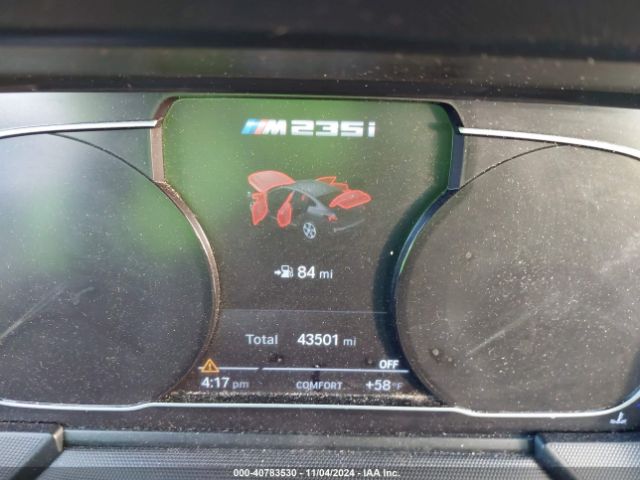 M235i
84 mi
Total 43501 mi
OFF
4:17 pm COMFORT +58°F
000-40783530 - 11/04/2024 - IAA Inc.